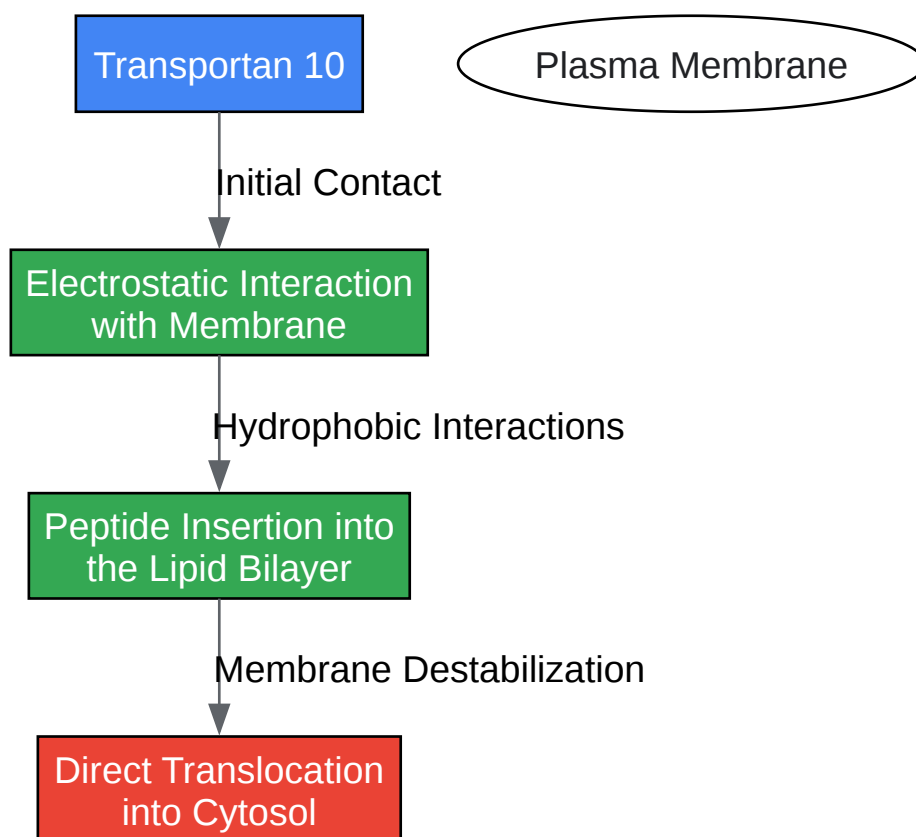 Transportan 10
Plasma Membrane
Initial Contact
Electrostatic Interaction
with Membrane
Hydrophobic Interactions
Peptide Insertion into
the Lipid Bilayer
Membrane Destabilization
Direct Translocation
into Cytosol